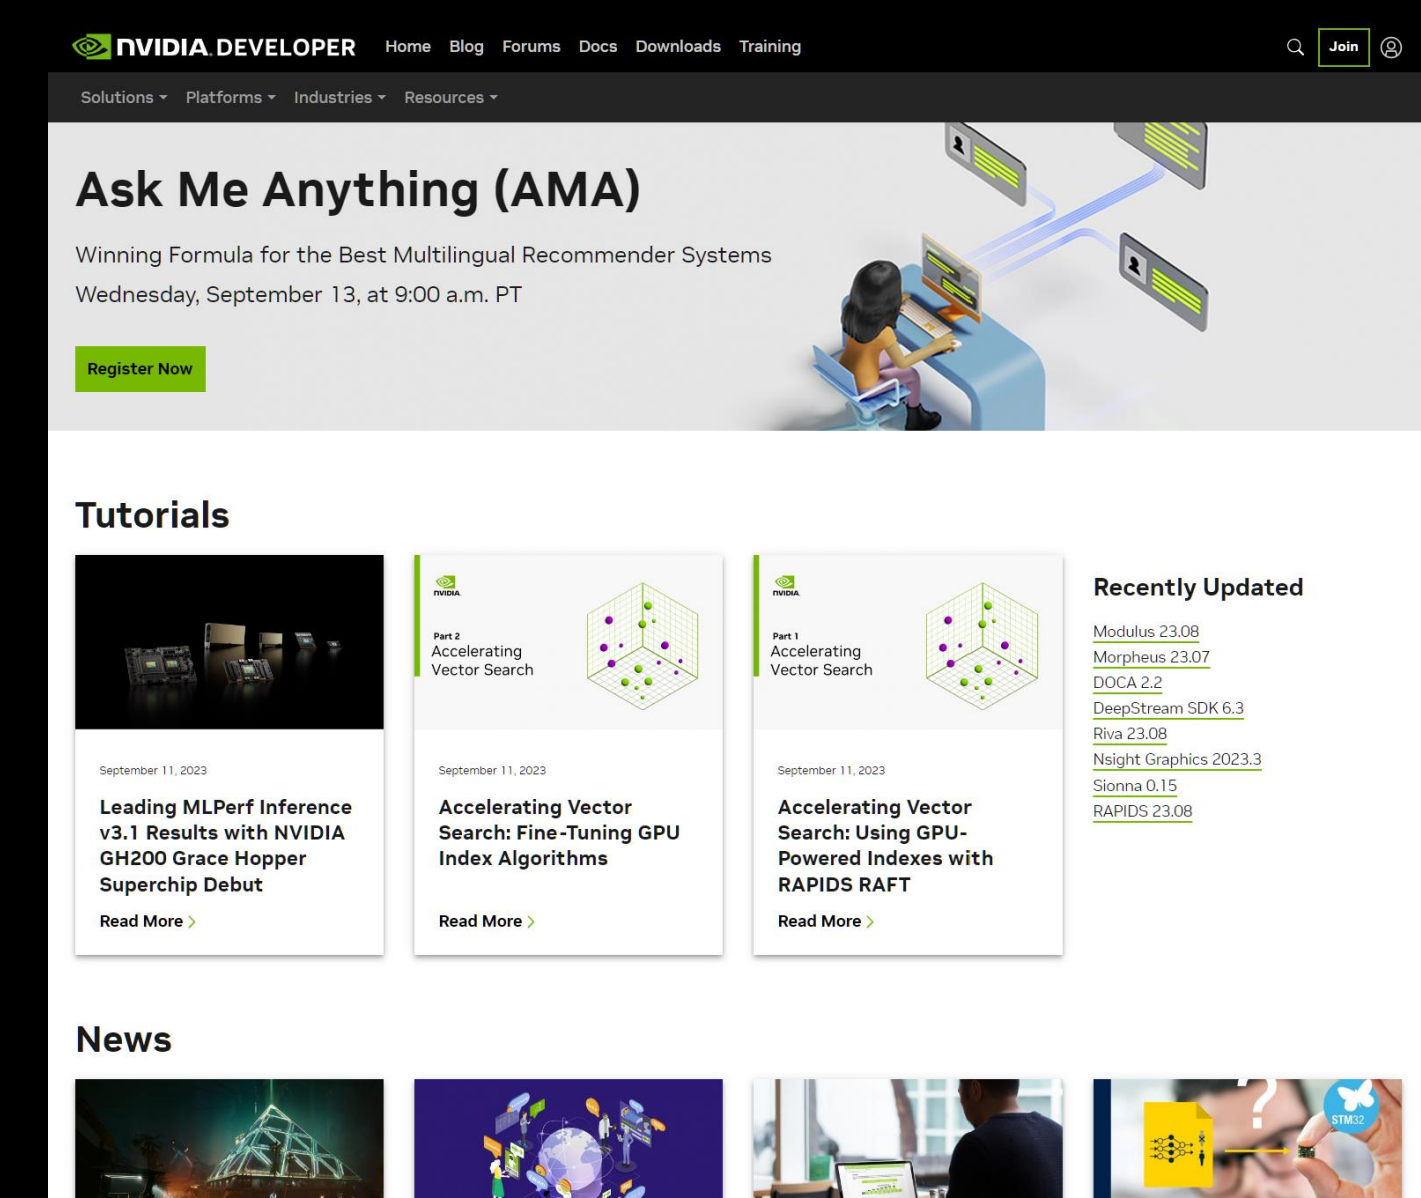 NVIDIA. DEVELOPER
Home Blog Forums Docs Downloads Training
Join
Solutions Platforms Industries Resources
Ask Me Anything (AMA)
Winning Formula for the Best Multilingual Recommender Systems
Wednesday, September 13, at 9:00 a.m. PT
Register Now
Tutorials
September 11, 2023
Leading MLPerf Inference
v3.1 Results with NVIDIA
GH200 Grace Hopper
Superchip Debut
Read More
NVIDIA
Part 2
Accelerating
Vector Search
September 11, 2023
Accelerating Vector
Search: Fine-Tuning GPU
Index Algorithms
Read More
NVIDIA
Part 1
Accelerating
Vector Search
September 11, 2023
Accelerating Vector
Search: Using GPU-
Powered Indexes with
RAPIDS RAFT
Read More
Recently Updated
Modulus 23.08
Morpheus 23.07
DOCA 2.2
DeepStream SDK 6.3
Riva 23.08
Nsight Graphics 2023.3
Sionna 0.15
RAPIDS 23.08
News
?
STM32